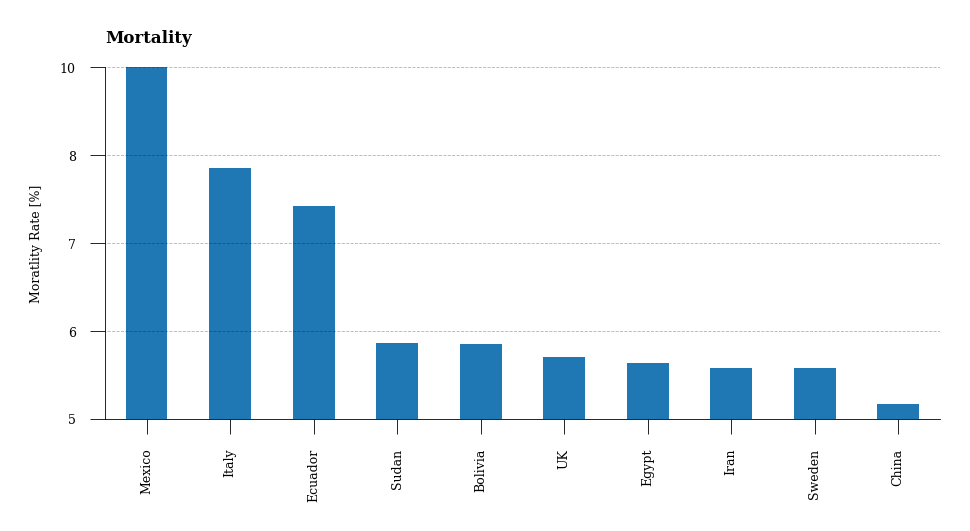 Mortality
10
8
7
6
5
Moratlity Rate [%]
Mexico
Italy
Ecuador
Sudan
Bolivia
UK
Egypt
Iran
Sweden
China